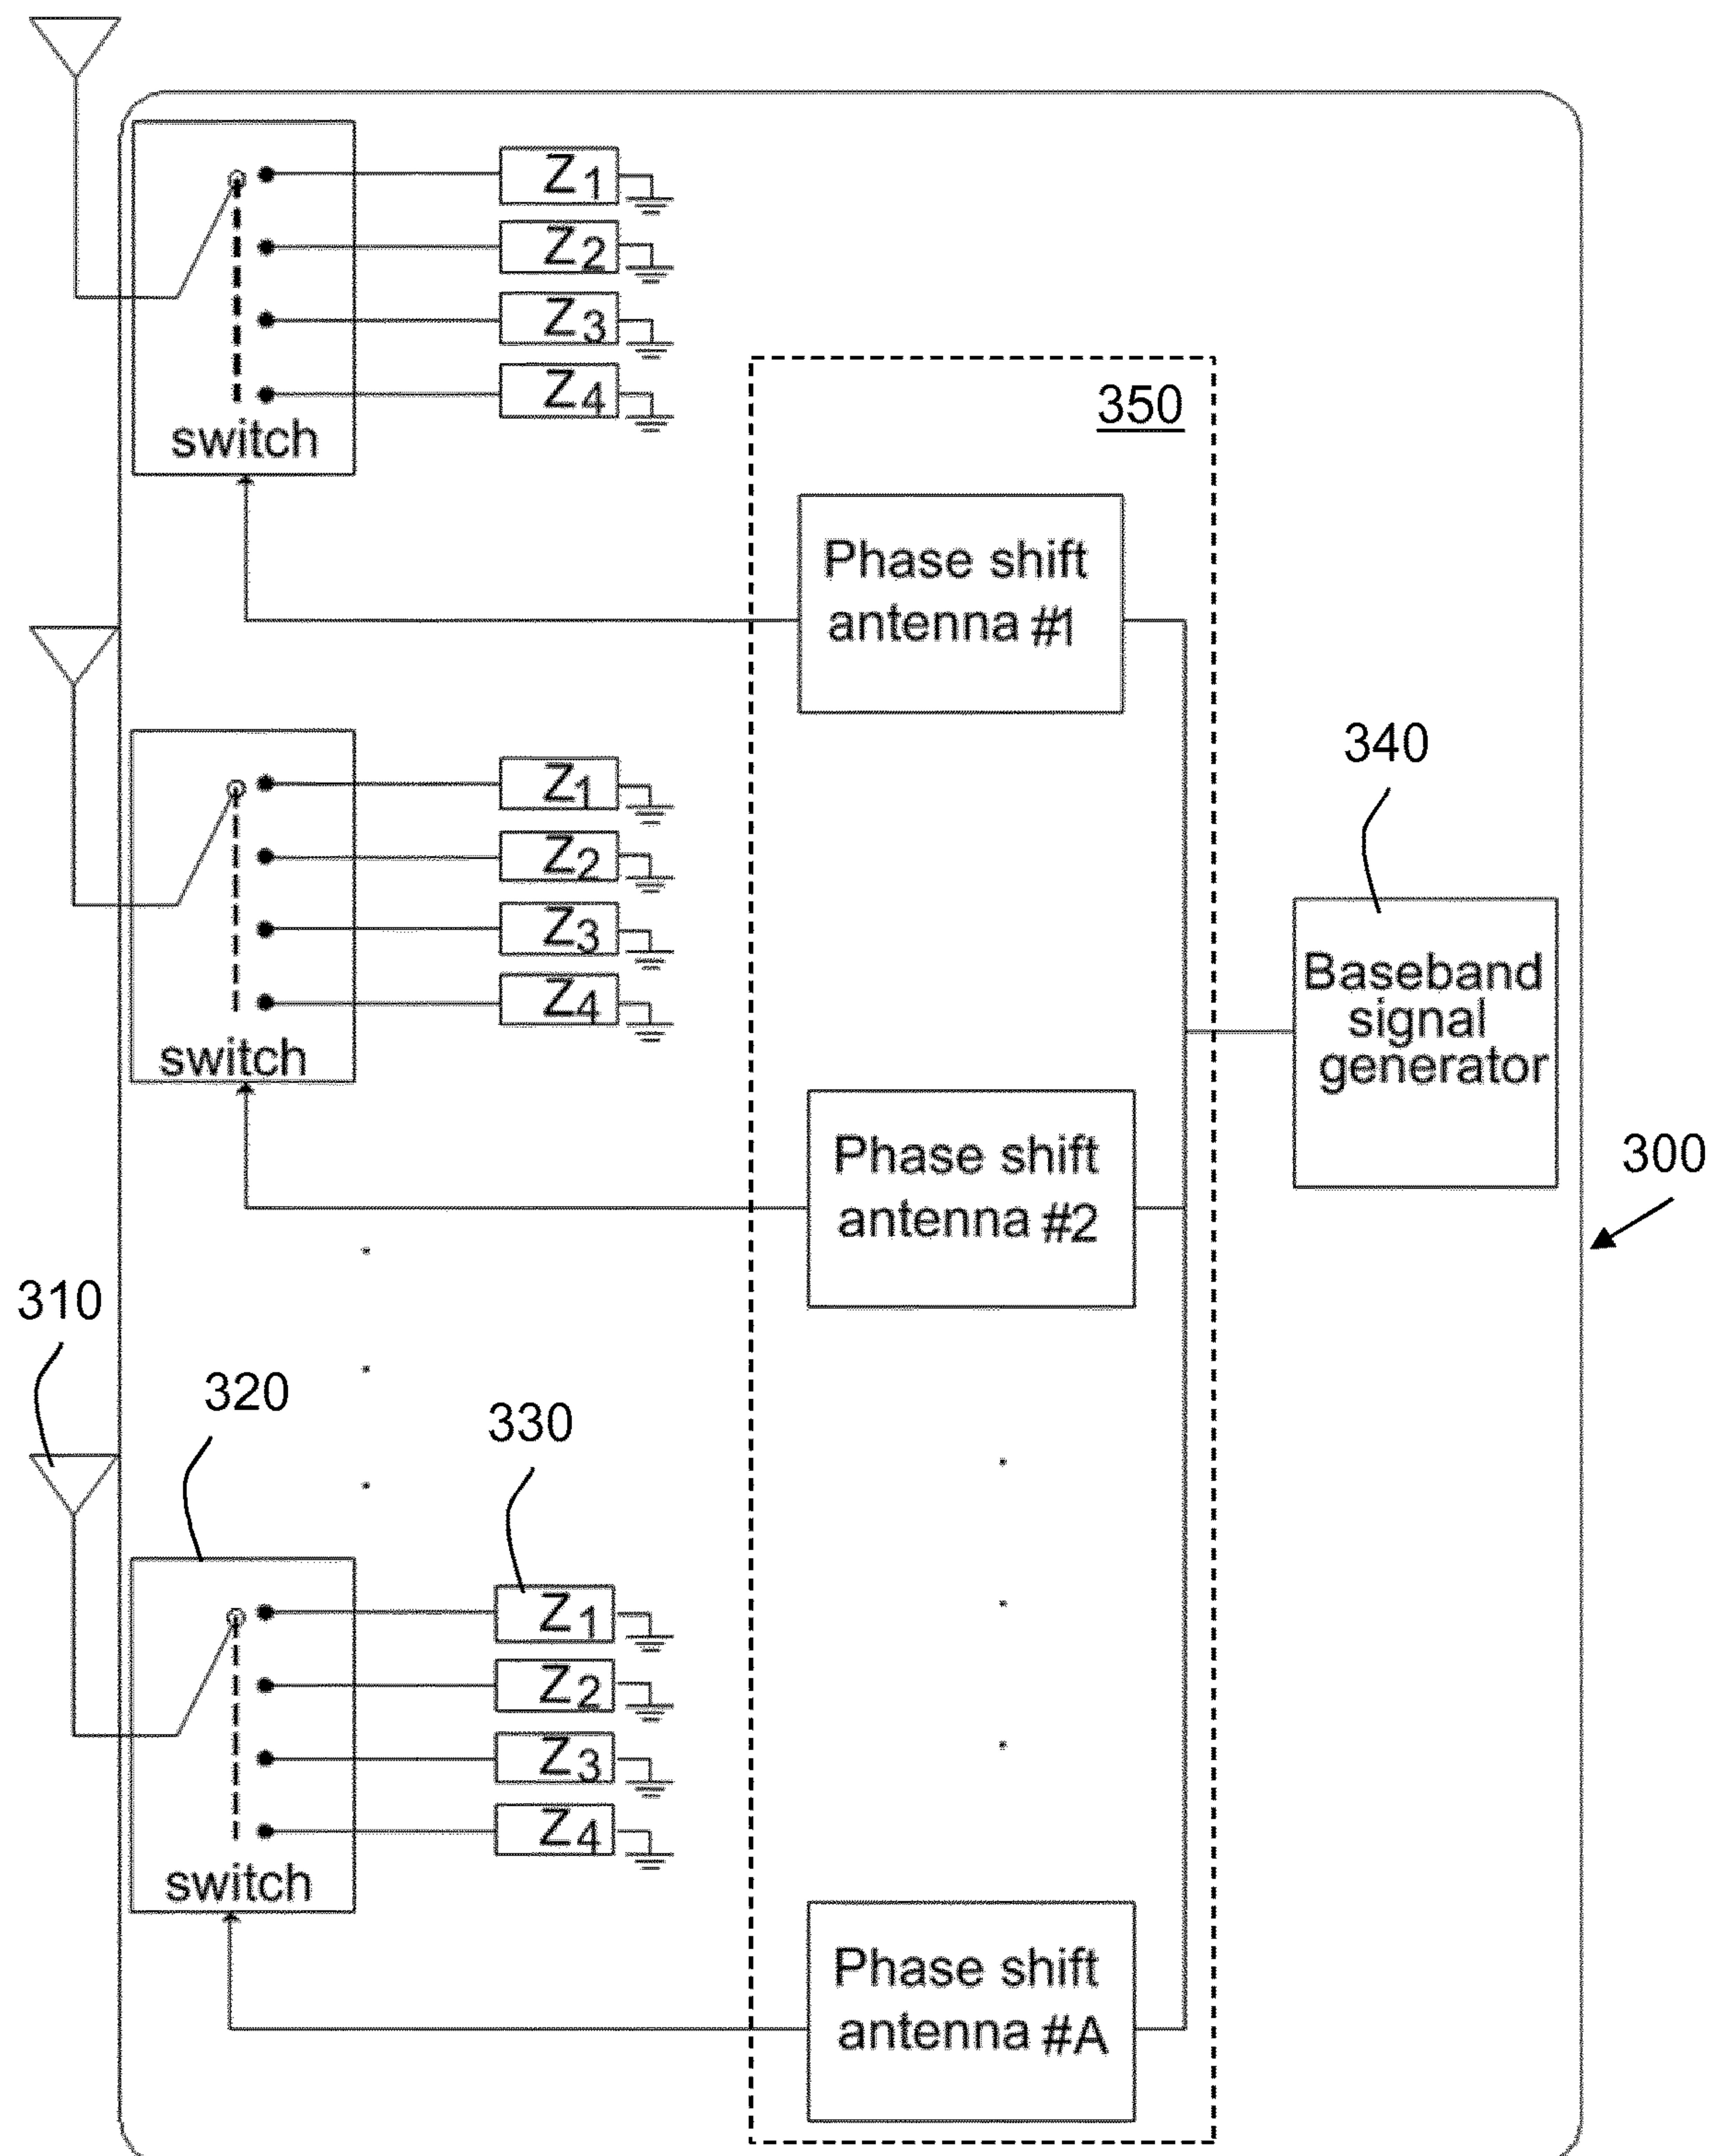 Z1
Z2
Z3
Z4
switch
350
Phase shift
antenna #1
Z1
Z2
Z3
Z4
switch
340
Baseband
signal
generator
Phase shift
antenna #2
300
310
320
330
Z1
Z2
Z3
Z4
switch
Phase shift
antenna #A